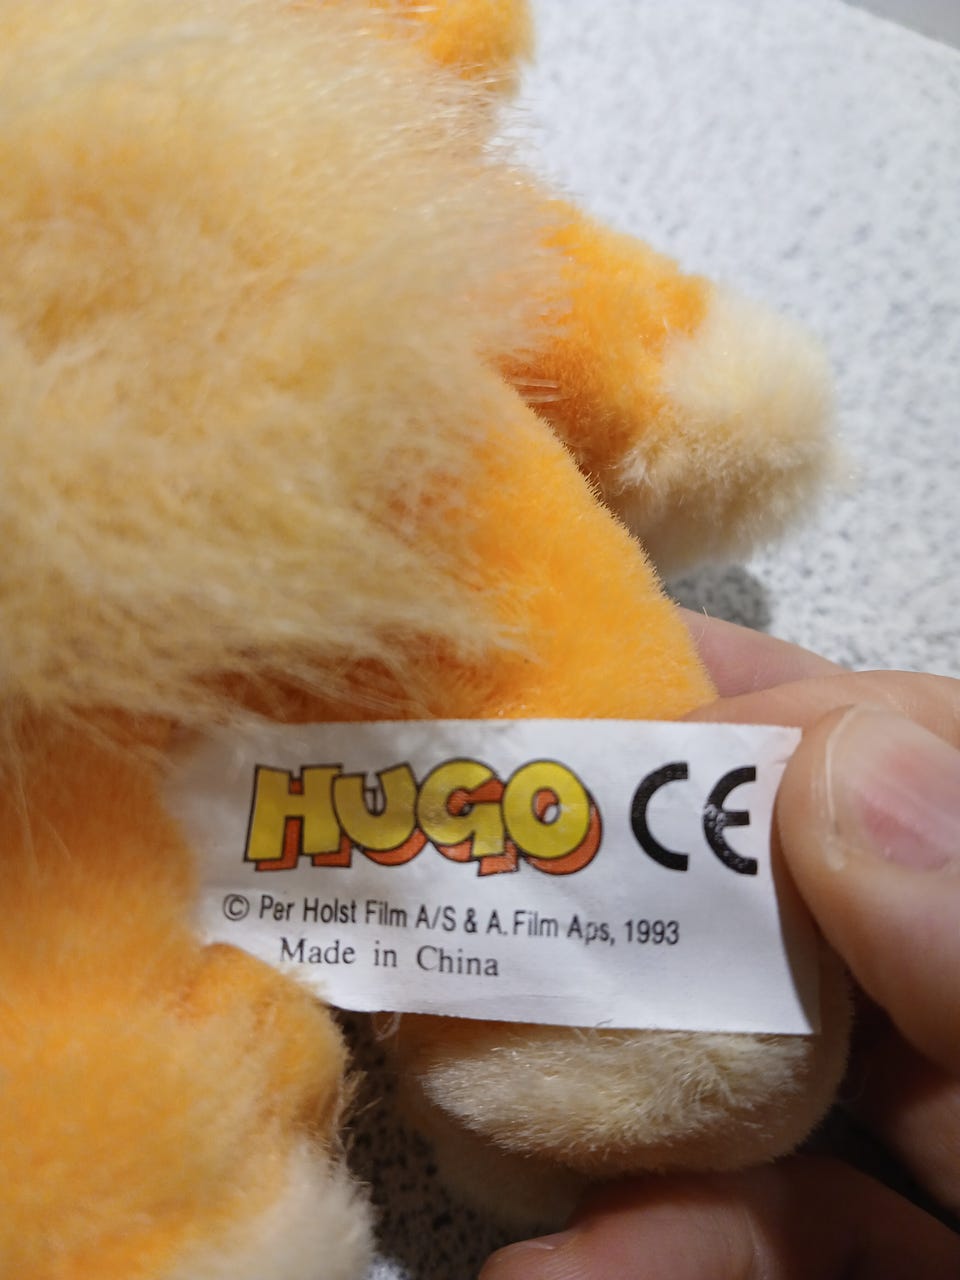 HUGO CE
© Per Holst Film A/S & A. Film Aps, 1993
Made in China